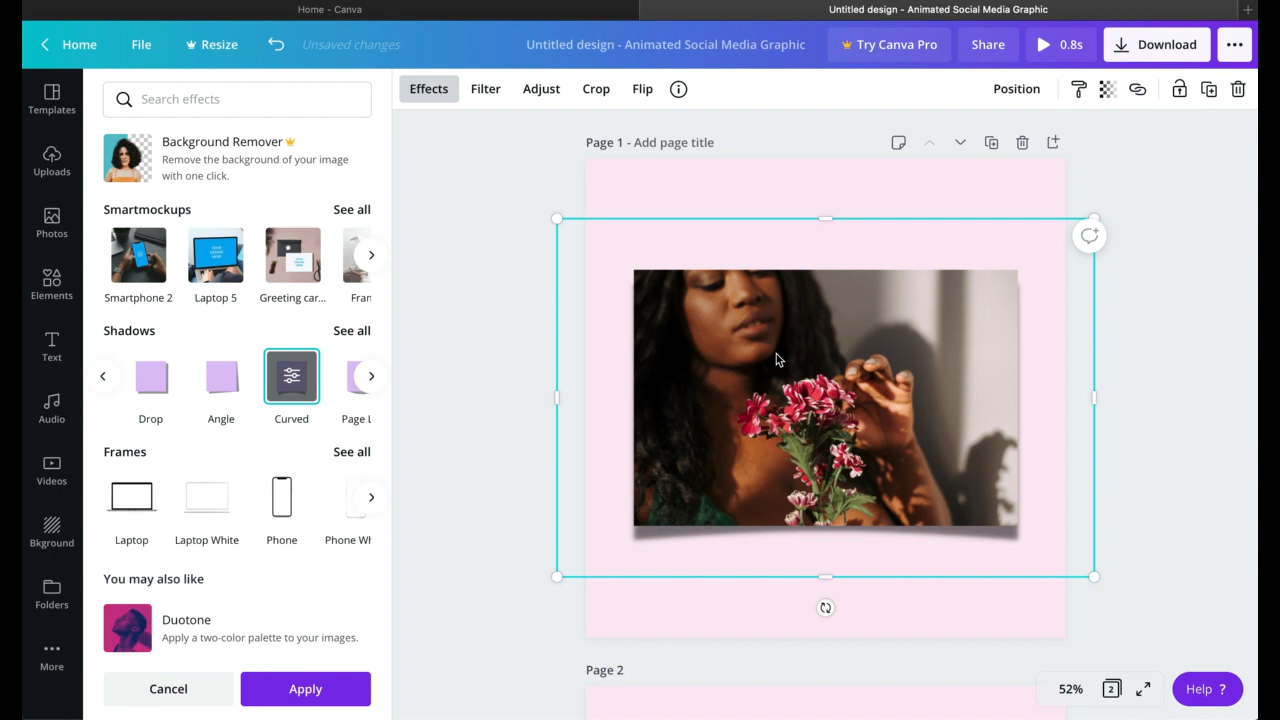 Home - Canva
Untitled design - Animated Social Media Graphic
Home
File
Resize
Unsaved changes
Untitled design - Animated Social Media Graphic
Try Canva Pro
Share
0.8s
Download
Templates
Uploads
Photos
Elements
Text
Audio
Videos
Bkground
Folders
More
Search effects
Background Remover
Remove the background of your image
with one click.
Smartmockups
See all
YOUR DESIGN HERE
Smartphone 2
Laptop 5
Greeting car...
Fran
Shadows
See all
Drop
Angle
Curved
Page L
Frames
See all
Laptop
Laptop White
Phone
Phone Wh
You may also like
Duotone
Apply a two-color palette to your images.
Cancel
Apply
Effects
Filter
Adjust
Crop
Flip
Position
Page 1 - Add page title
Page 2
52%
2
Help ?